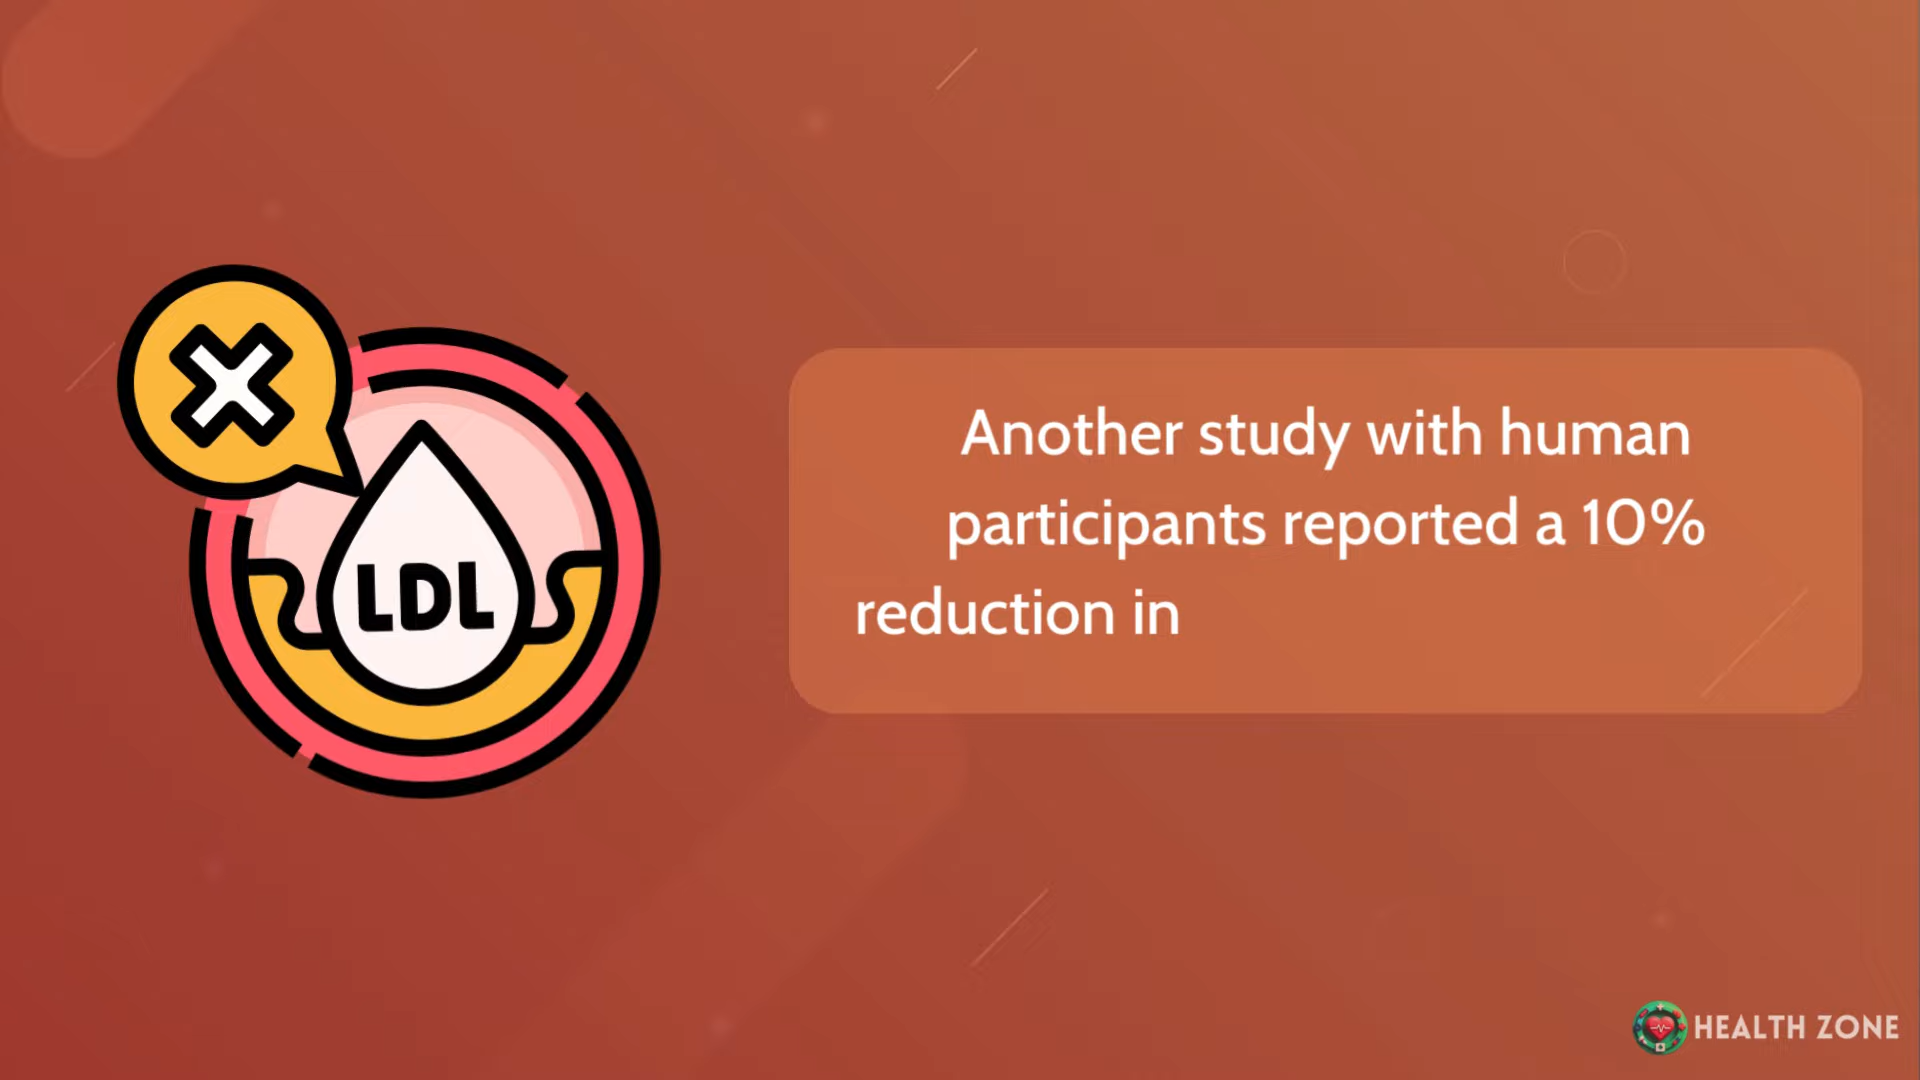 LDL
Another study with human
participants reported a 10%
reduction in
HEALTH ZONE